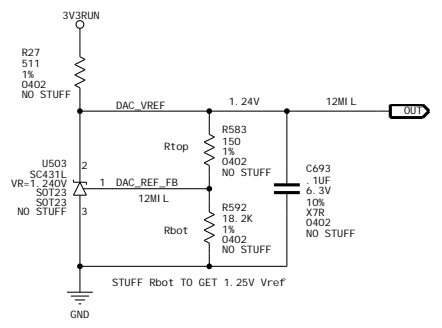 3V3RUN
R27
511
1%
0402
NO STUFF
DAC_VREF
1.24V
12MIL
OUT
Rtop
R583
150
1%
0402
NO STUFF
U503
SC431L
VR=1.240V
SOT23
SOT23
NO STUFF
2
1
3
DAC_REF_FB
12MIL
Rbot
R592
18.2K
1%
0402
NO STUFF
C693
.1UF
6.3V
10%
X7R
0402
NO STUFF
STUFF Rbot TO GET 1.25V Vref
GND